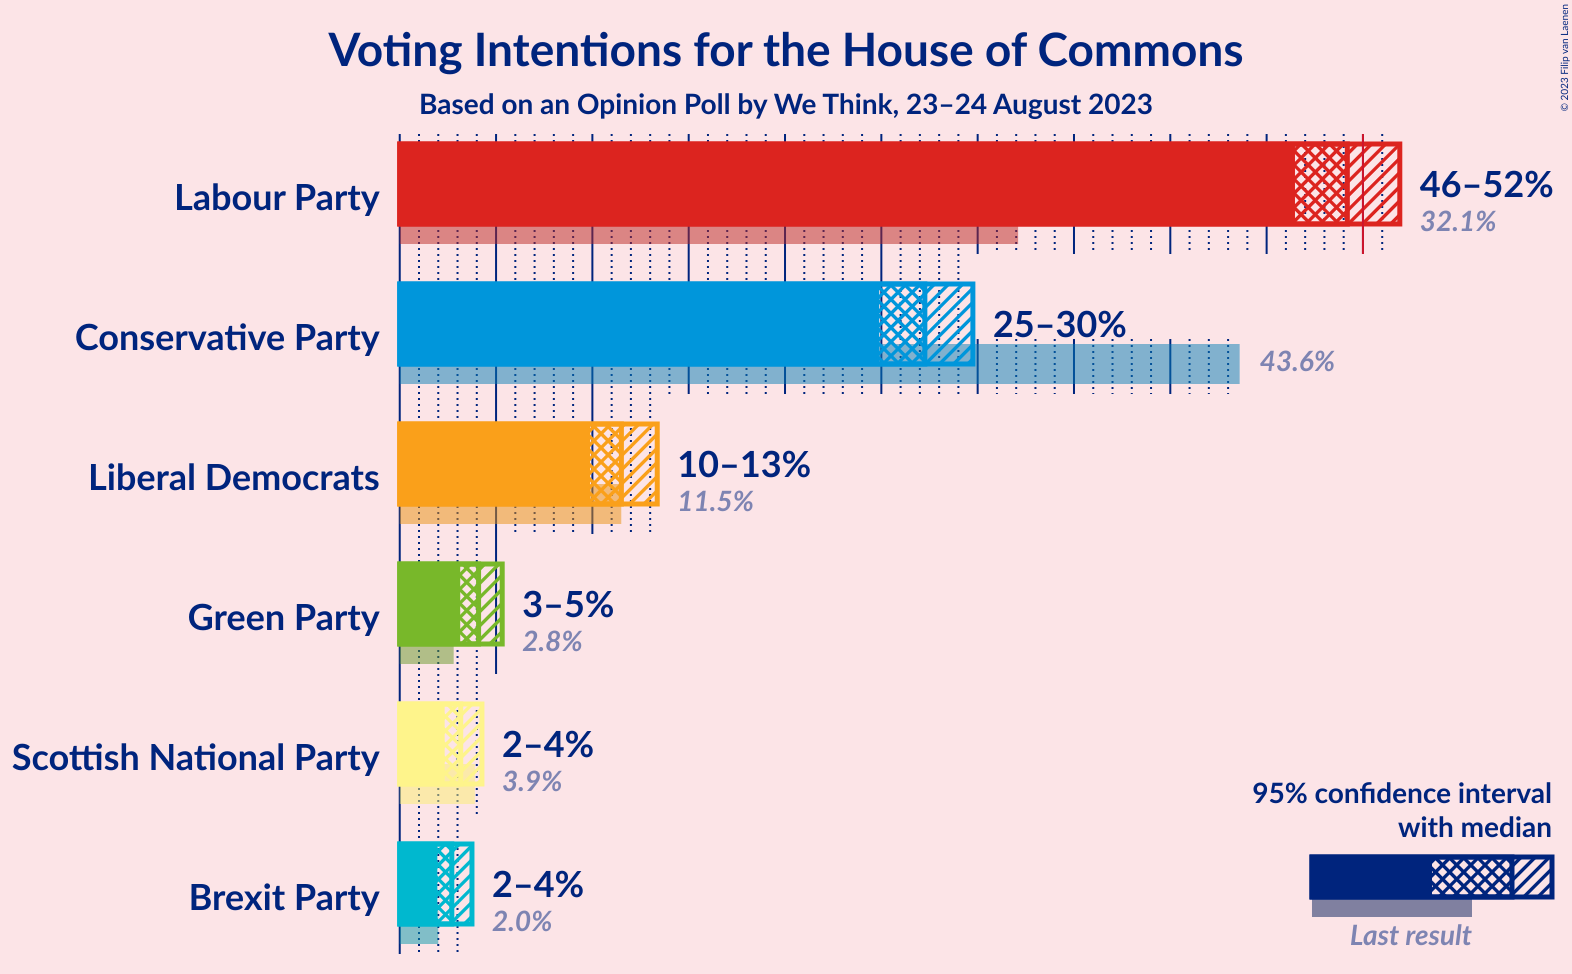 Voting Intentions for the House of Commons
Based on an Opinion Poll by We Think, 23–24 August 2023
© 2023 Filip van Laenen
Labour Party
46–52%
32.1%
Conservative Party
25–30%
43.6%
Liberal Democrats
10–13%
11.5%
Green Party
3–5%
2.8%
Scottish National Party
2–4%
3.9%
Brexit Party
2–4%
2.0%
95% confidence interval
with median
Last result